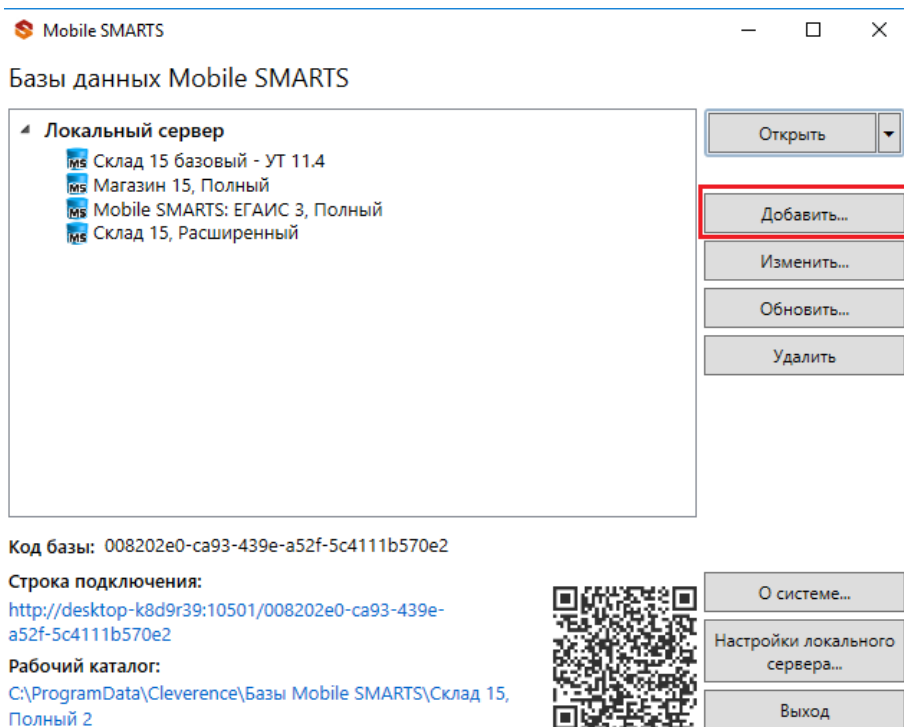 Mobile SMARTS
Базы данных Mobile SMARTS
Локальный сервер
Склад 15 базовый - УТ 11.4
Магазин 15, Полный
Mobile SMARTS: ЕГАИС 3, Полный
Склад 15, Расширенный
Открыть
Добавить...
Изменить...
Обновить...
Удалить
Код базы: 008202e0-ca93-439e-a52f-5c4111b570e2
Строка подключения:
http://desktop-k8d9r39:10501/008202e0-ca93-439e-
a52f-5c4111b570e2
Рабочий каталог:
C:\ProgramData\Cleverence\Базы Mobile SMARTS\Склад 15,
Полный 2
О системе...
Настройки локального
сервера...
Выход